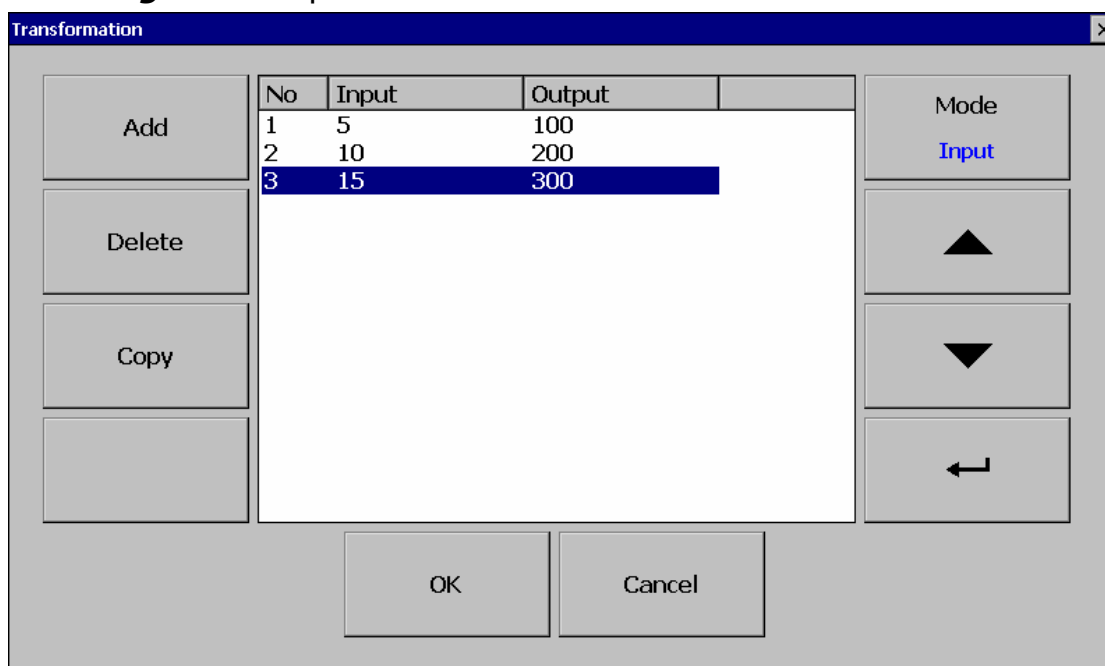 Transformation
No Input Output
1 5 100
2 10 200
3 15 300
Add
Delete
Copy
Mode
Input
OK Cancel